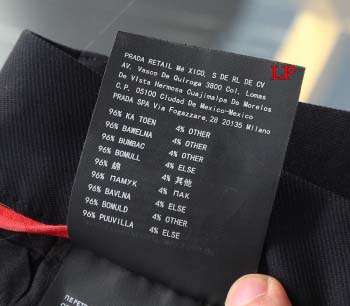 PRADA RETAIL Mé XICO, S DE RL DE CV
AV. Vasco De Quiroga 3800 Col. Lomas
De Vista Hermosa Cuajimalpa De Morelos
C.P. 05100 Ciudad De Mexico-Mexico
PRADA SPA Via Fogazzaro.28 20135 Milano
LP
96% KA TOEN 4% OTHER
96% BAWELNA 4% OTHER
96% BUMBAC 4% OTHER
96% BOMULL 4% ELSE
96% 綿 4% 其他
96% ПАМУК 4% ПАК
96% BAVLNA 4% ELSE
96% BOMULD 4% OTHER
96% PUUVILLA 4% ELSE